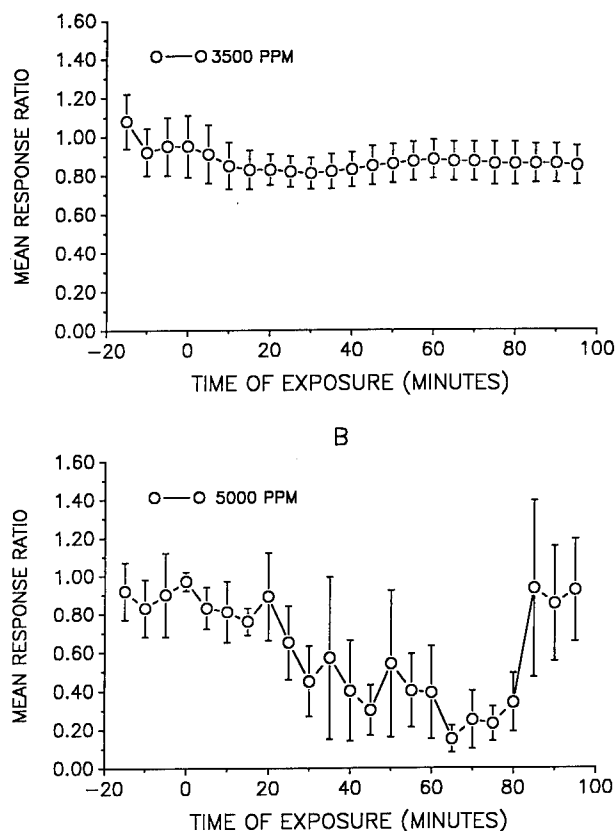 1.60
1.40
1.20
1.00
0.80
0.60
0.40
0.20
0.00
MEAN RESPONSE RATIO
3500 PPM
-20 0 20 40 60 80 100
TIME OF EXPOSURE (MINUTES)
B
1.60
1.40
1.20
1.00
0.80
0.60
0.40
0.20
0.00
MEAN RESPONSE RATIO
5000 PPM
-20 0 20 40 60 80 100
TIME OF EXPOSURE (MINUTES)